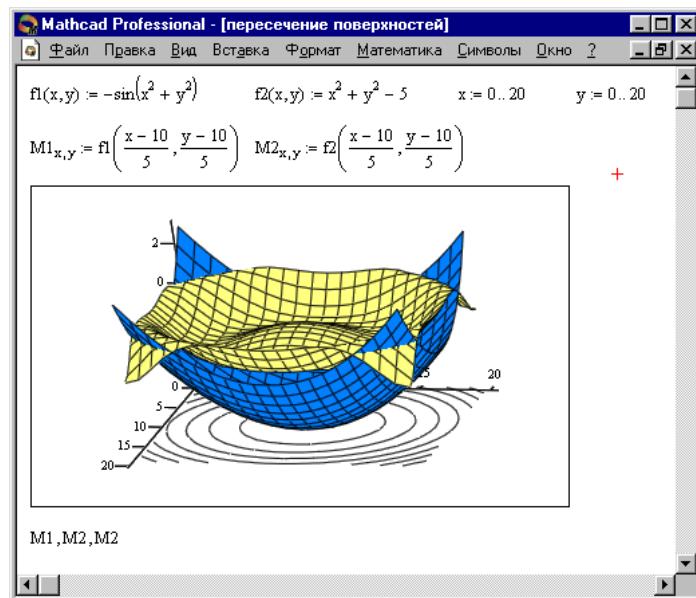 Mathcad Professional - [пересечение поверхностей]
Файл Правка Вид Вставка Формат Математика Символы Окно ?
f1(x,y) := -sin(x² + y²) f2(x,y) := x² + y² - 5 x := 0.. 20 y := 0.. 20
M1x,y := f1((x - 10)/5, (y - 10)/5) M2x,y := f2((x - 10)/5, (y - 10)/5)
2
0
0
5
10
15
20
15
20
M1,M2,M2